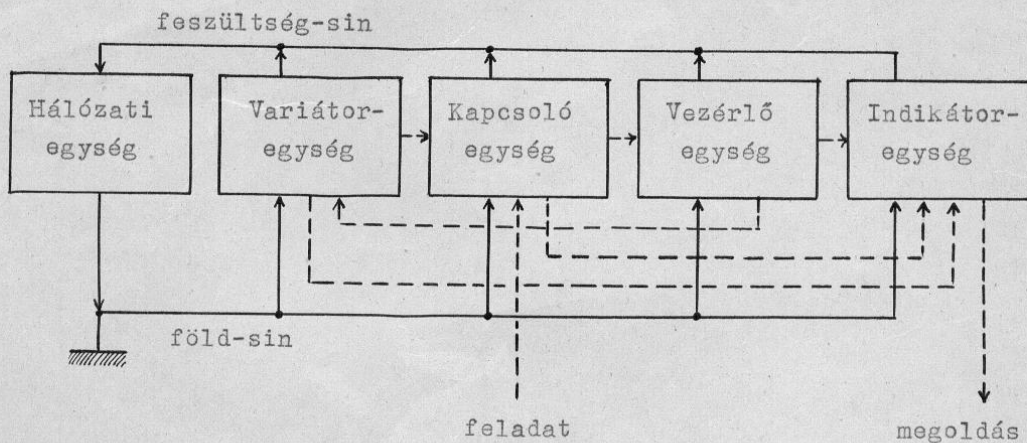 feszültség-sin
Hálózati
egység
Variátor-
egység
Kapcsoló
egység
Vezérlő
egység
Indikátor-
egység
föld-sin
feladat
megoldás